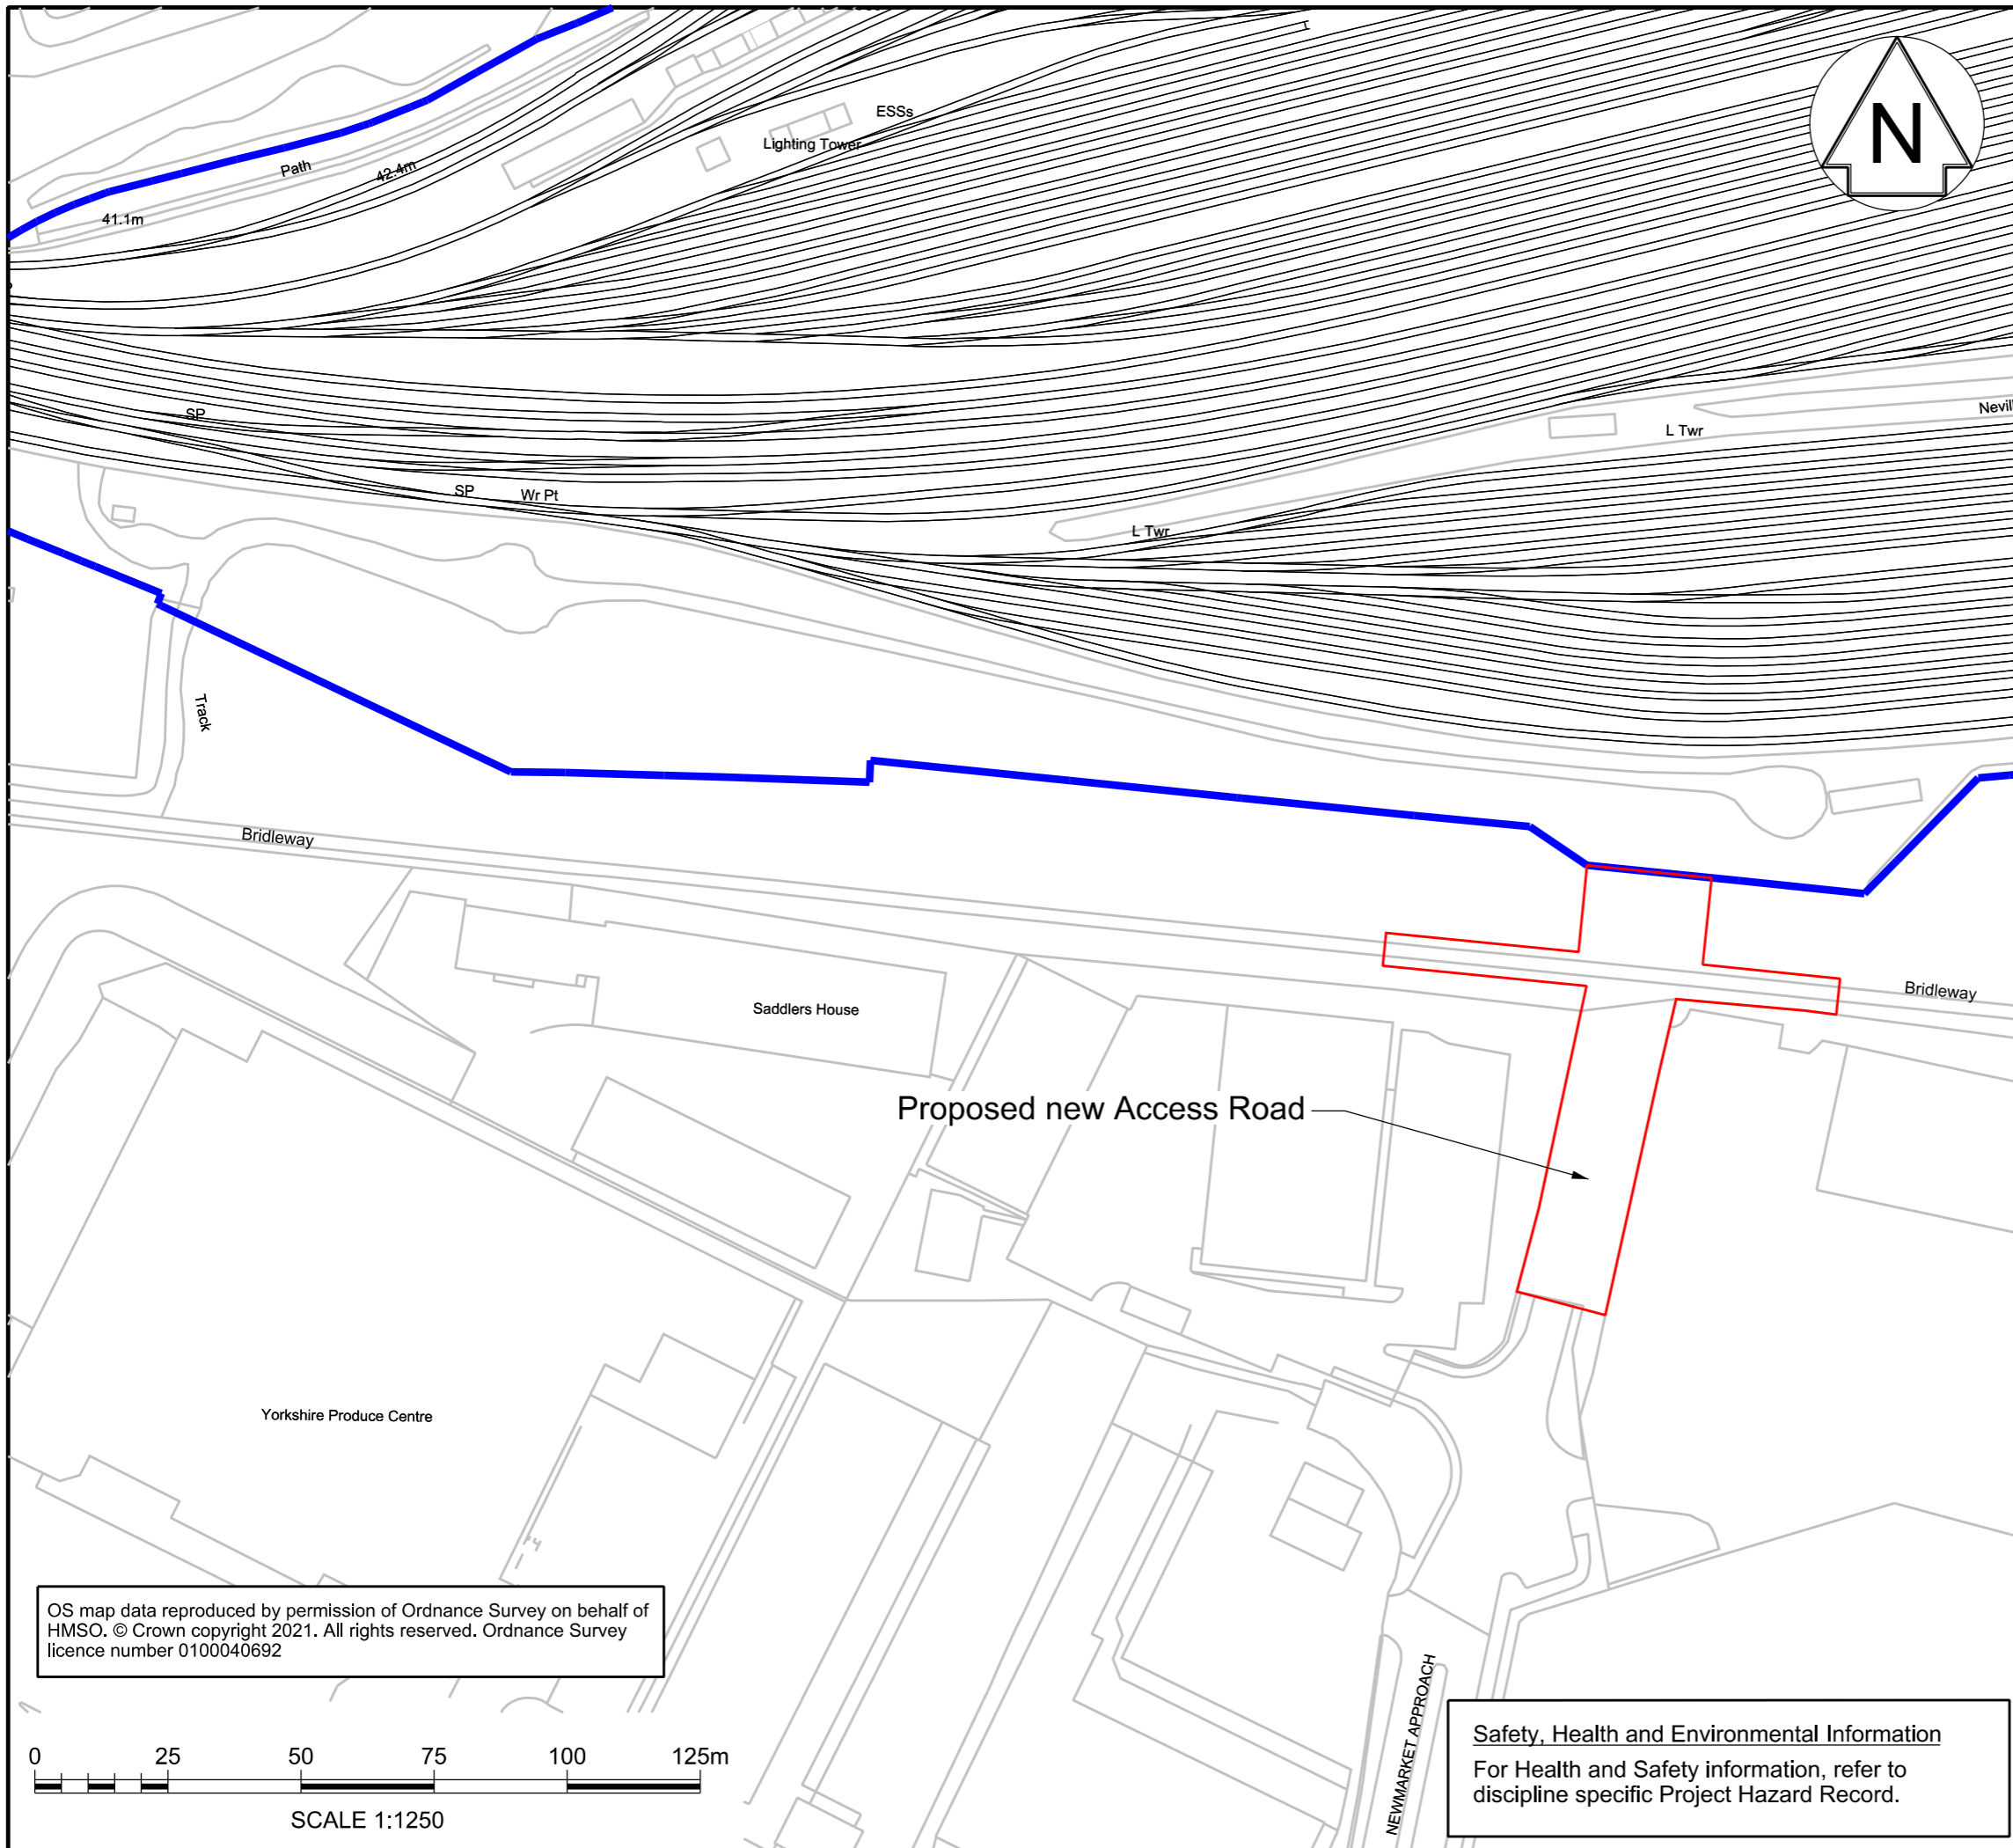 N
ESSs
Lighting Tower
Path
42.4m
41.1m
SP
L Twr
SP
Wr Pt
L Twr
Track
Bridleway
Bridleway
Saddlers House
Proposed new Access Road
Yorkshire Produce Centre
OS map data reproduced by permission of Ordnance Survey on behalf of
HMSO. © Crown copyright 2021. All rights reserved. Ordnance Survey
licence number 0100040692
NEWMARKET APPROACH
0 25 50 75 100 125m
SCALE 1:1250
Safety, Health and Environmental Information
For Health and Safety information, refer to
discipline specific Project Hazard Record.